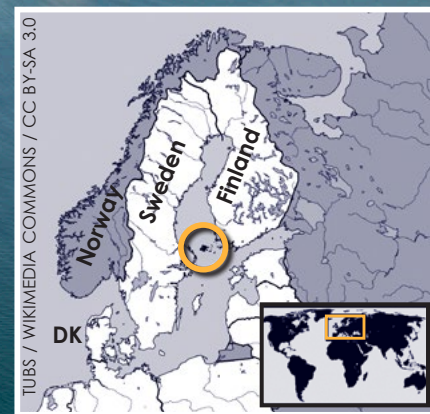 TUBS / WIKIMEDIA COMMONS / CC BY-SA 3.0
Norway
Sweden
Finland
DK